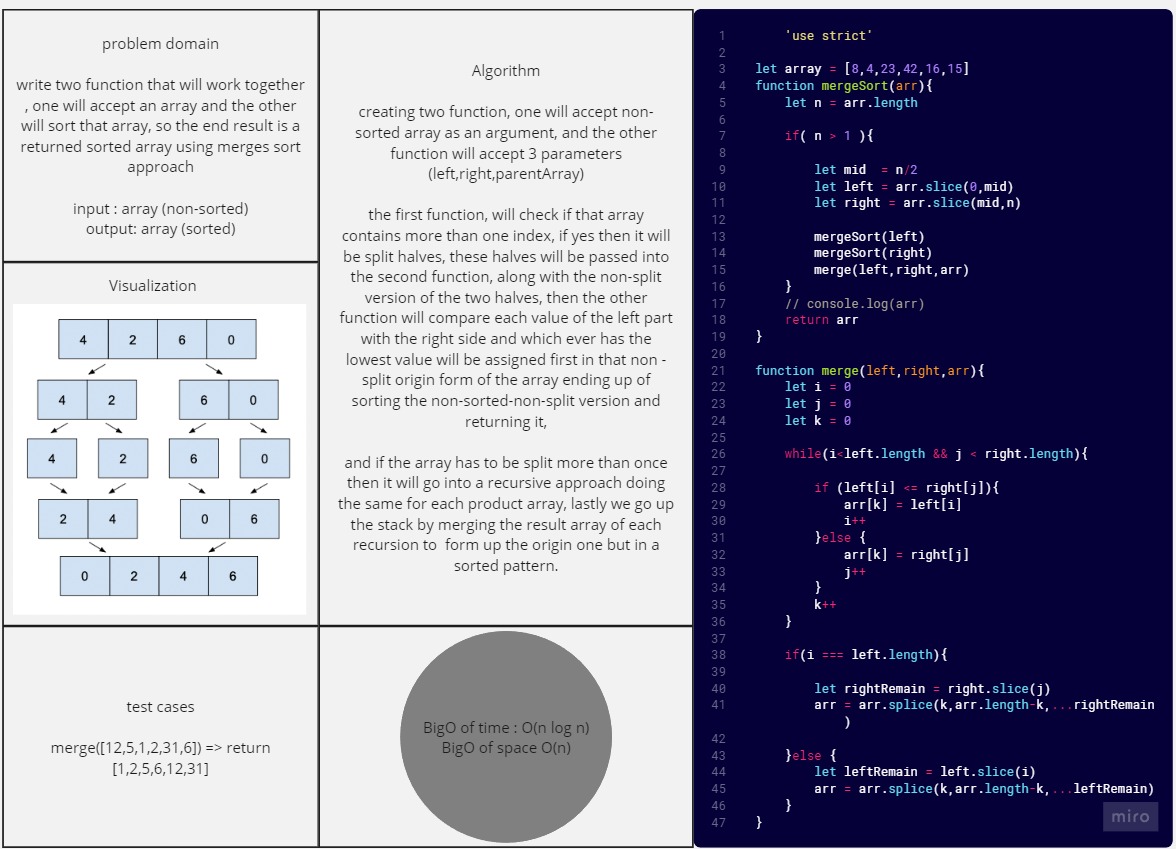 problem domain
write two function that will work together
, one will accept an array and the other
will sort that array, so the end result is a
returned sorted array using merges sort
approach
input : array (non-sorted)
output: array (sorted)
Visualization
4 2 6 0
4 2 6 0
4 2 6 0
2 4 0 6
0 2 4 6
test cases
merge([12,5,1,2,31,6]) => return
[1,2,5,6,12,31]
Algorithm
creating two function, one will accept non-
sorted array as an argument, and the other
function will accept 3 parameters
(left,right,parentArray)
the first function, will check if that array
contains more than one index, if yes then it will
be split halves, these halves will be passed into
the second function, along with the non-split
version of the two halves, then the other
function will compare each value of the left part
with the right side and which ever has the
lowest value will be assigned first in that non -
split origin form of the array ending up of
sorting the non-sorted-non-split version and
returning it,
and if the array has to be split more than once
then it will go into a recursive approach doing
the same for each product array, lastly we go up
the stack by merging the result array of each
recursion to  form up the origin one but in a
sorted pattern.
BigO of time : O(n log n)
BigO of space O(n)
1 'use strict'
2
3 let array = [8,4,23,42,16,15]
4 function mergeSort(arr){
5 let n = arr.length
6
7 if( n > 1 ){
8
9 let mid  = n/2
10 let left = arr.slice(0,mid)
11 let right = arr.slice(mid,n)
12
13 mergeSort(left)
14 mergeSort(right)
15 merge(left,right,arr)
16 }
17 // console.log(arr)
18 return arr
19 }
20
21 function merge(left,right,arr){
22 let i = 0
23 let j = 0
24 let k = 0
25
26 while(i<left.length && j < right.length){
27
28 if (left[i] <= right[j]){
29 arr[k] = left[i]
30 i++
31 }else {
32 arr[k] = right[j]
33 j++
34 }
35 k++
36 }
37
38 if(i === left.length){
39
40 let rightRemain = right.slice(j)
41 arr = arr.splice(k,arr.length-k,...rightRemain
)
42
43 }else {
44 let leftRemain = left.slice(i)
45 arr = arr.splice(k,arr.length-k,...leftRemain)
46 }
47 }
miro